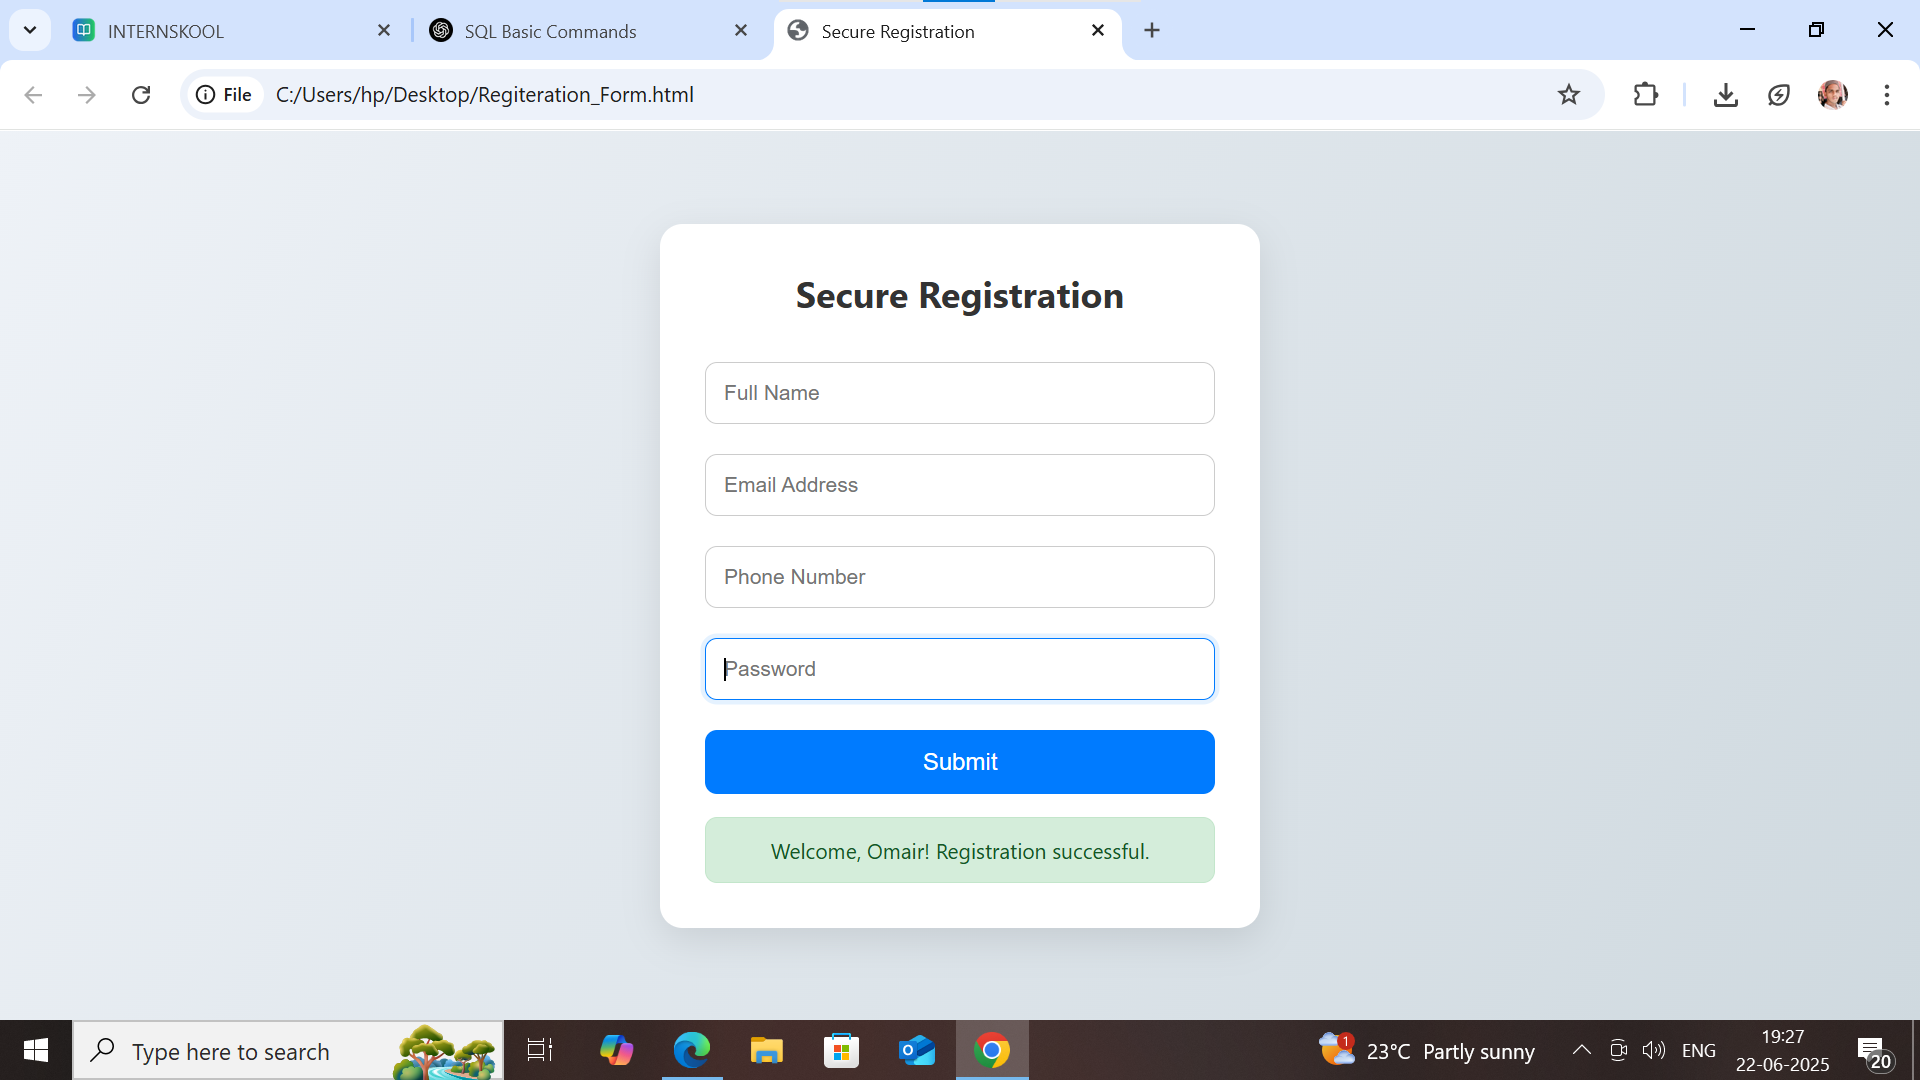 INTERNSKOOL
SQL Basic Commands
Secure Registration
File
C:/Users/hp/Desktop/Regiteration_Form.html
Secure Registration
Full Name
Email Address
Phone Number
Password
Submit
Welcome, Omair! Registration successful.
Type here to search
1
23°C Partly sunny
ENG
19:27
22-06-2025
20